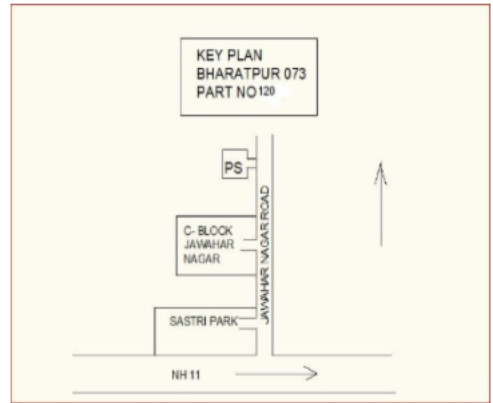 KEY PLAN
BHARATPUR 073
PART NO 120
PS
JAWAHAR NAGAR ROAD
C- BLOCK
JAWAHAR
NAGAR
SASTRI PARK
NH 11